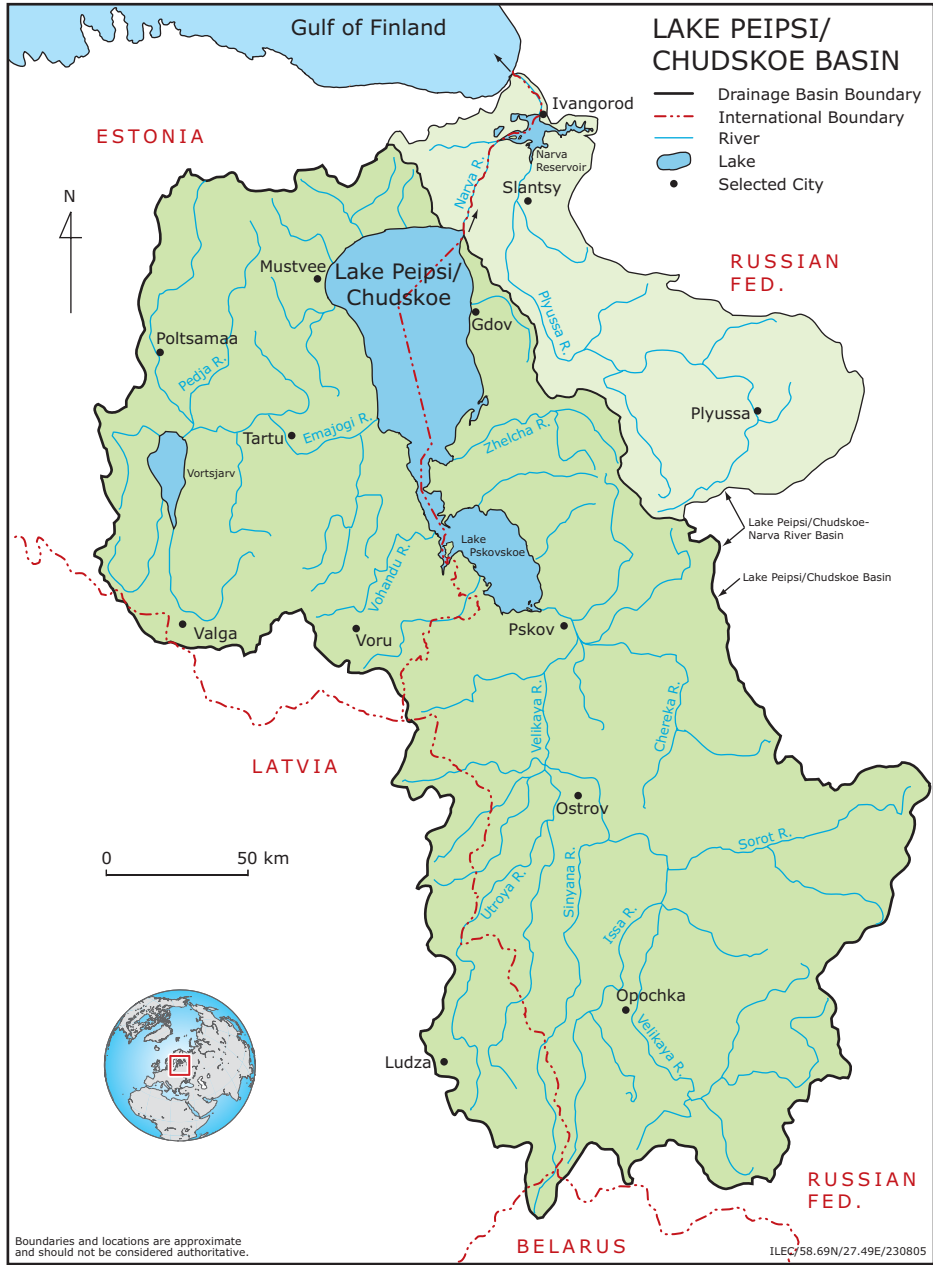 Gulf of Finland
LAKE PEIPSI/
CHUDSKOE BASIN
Drainage Basin Boundary
International Boundary
River
Lake
Selected City
Ivangorod
ESTONIA
Narva
Reservoir
Narva R.
Slantsy
N
RUSSIAN
FED.
Mustvee
Lake Peipsi/
Chudskoe
Gdov
Plyussa R.
Poltsamaa
Pedja R.
Plyussa
Tartu
Emajogi R.
Zhelcha R.
Vortsjarv
Lake Peipsi/Chudskoe-
Narva River Basin
Lake
Pskovskoe
Lake Peipsi/Chudskoe Basin
Vohandu R.
Valga
Voru
Pskov
Velikaya R.
Chereka R.
LATVIA
Ostrov
0 50 km
Sorot R.
Utroya R.
Sinyana R.
Issa R.
Opochka
Velikaya R.
Ludza
RUSSIAN
FED.
BELARUS
Boundaries and locations are approximate
and should not be considered authoritative.
ILEC/58.69N/27.49E/230805